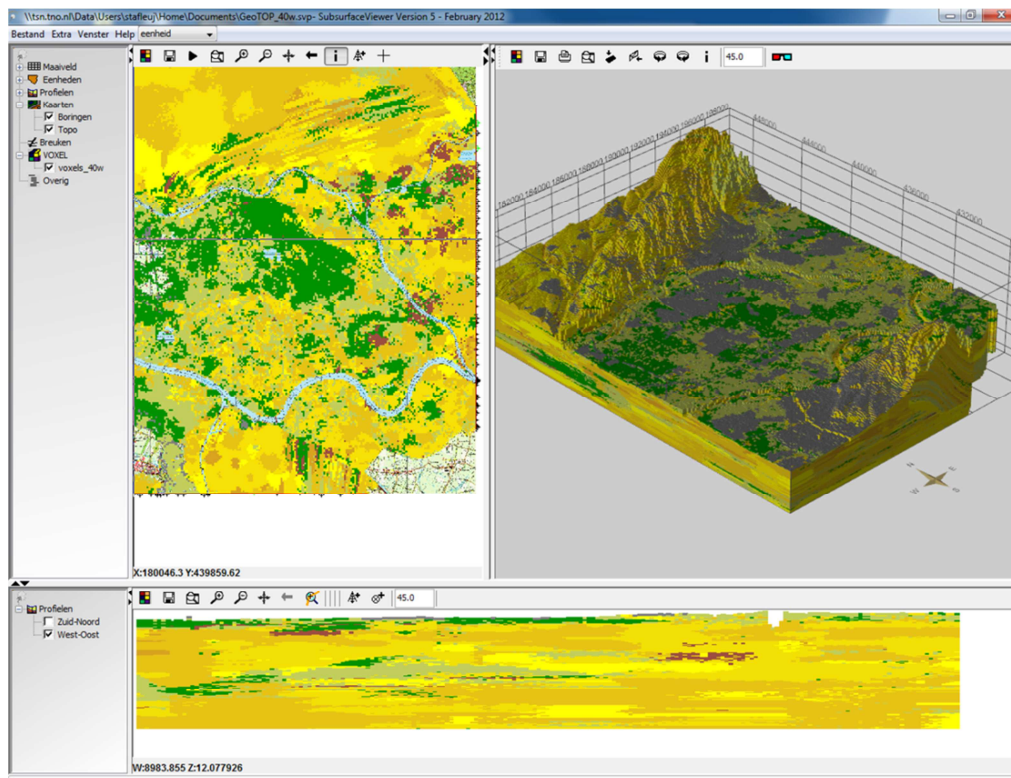 \\tsn.tno.nl\Data\Users\stafleuj\Home\Documents\GeoTOP_40w.svp- SubsurfaceViewer Version 5 - February 2012
Bestand Extra Venster Help eenheid
Maaiveld
Eenheden
Profielen
Kaarten
Boringen
Topo
Breuken
VOXEL
voxels_40w
Overig
45.0
X:180046.3 Y:439859.62
Profielen
Zuid-Noord
West-Oost
45.0
W:8983.855 Z:12.077926